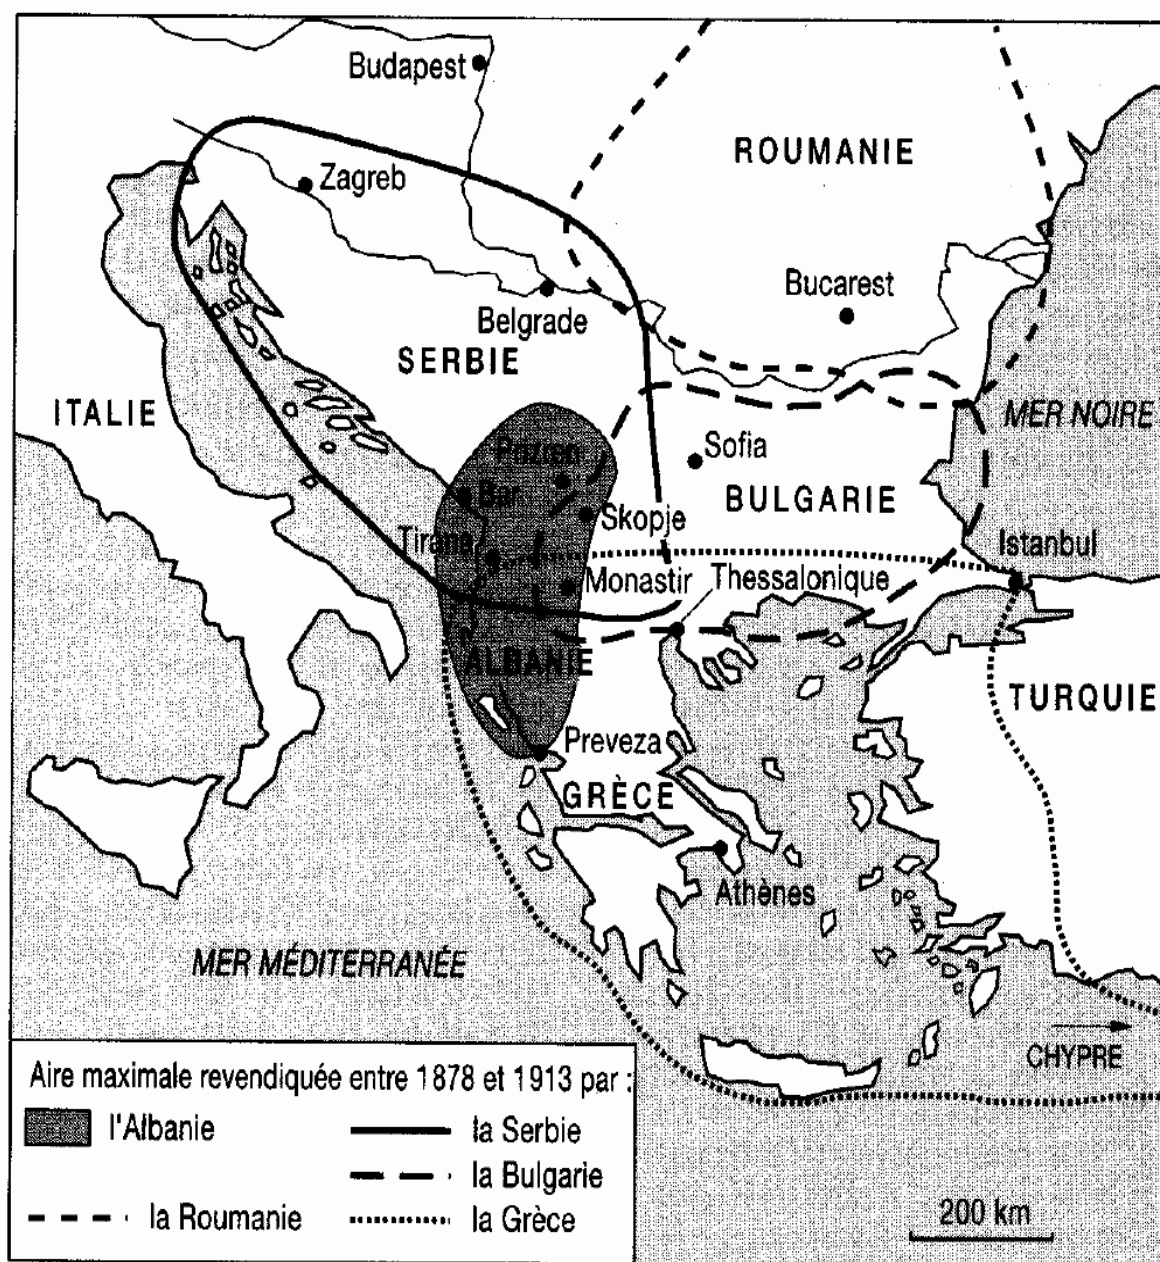 Budapest
ROUMANIE
Zagreb
Bucarest
Belgrade
SERBIE
ITALIE
MER NOIRE
Sofia
Prizren
Bar
BULGARIE
Skopje
Tirana
Istanbul
Monastir
Thessalonique
ALBANIE
TURQUIE
Preveza
GRÈCE
Athènes
MER MÉDITERRANÉE
CHYPRE
Aire maximale revendiquée entre 1878 et 1913 par :
l'Albanie
la Serbie
la Bulgarie
la Roumanie
la Grèce
200 km